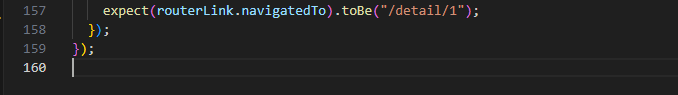 157 expect(routerLink.navigatedTo).toBe("/detail/1");
158 });
159 });
160